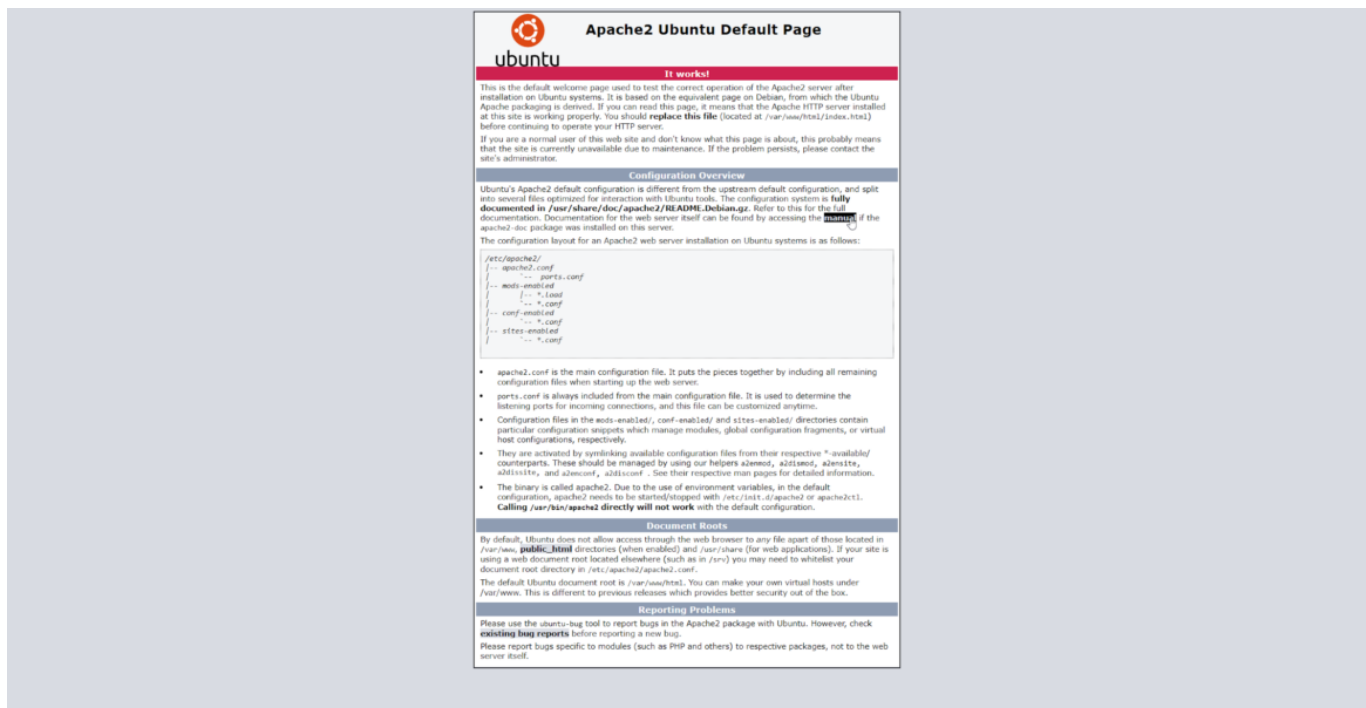 ubuntu
Apache2 Ubuntu Default Page
It works!
This is the default welcome page used to test the correct operation of the Apache2 server after
installation on Ubuntu systems. It is based on the equivalent page on Debian, from which the Ubuntu
Apache packaging is derived. If you can read this page, it means that the Apache HTTP server installed
at this site is working properly. You should replace this file (located at /var/www/html/index.html)
before continuing to operate your HTTP server.
If you are a normal user of this web site and don't know what this page is about, this probably means
that the site is currently unavailable due to maintenance. If the problem persists, please contact the
site's administrator.
Configuration Overview
Ubuntu's Apache2 default configuration is different from the upstream default configuration, and split
into several files optimized for interaction with Ubuntu tools. The configuration system is fully
documented in /usr/share/doc/apache2/README.Debian.gz. Refer to this for the full
documentation. Documentation for the web server itself can be found by accessing the manual if the
apache2-doc package was installed on this server.
The configuration layout for an Apache2 web server installation on Ubuntu systems is as follows:
/etc/apache2/
|-- apache2.conf
|       `-- ports.conf
|-- mods-enabled
|       |-- *.load
|       `-- *.conf
|-- conf-enabled
|       `-- *.conf
|-- sites-enabled
|       `-- *.conf
▪ apache2.conf is the main configuration file. It puts the pieces together by including all remaining
configuration files when starting up the web server.
▪ ports.conf is always included from the main configuration file. It is used to determine the
listening ports for incoming connections, and this file can be customized anytime.
▪ Configuration files in the mods-enabled/, conf-enabled/ and sites-enabled/ directories contain
particular configuration snippets which manage modules, global configuration fragments, or virtual
host configurations, respectively.
▪ They are activated by symlinking available configuration files from their respective *-available/
counterparts. These should be managed by using our helpers a2enmod, a2dismod, a2ensite,
a2dissite, and a2enconf, a2disconf . See their respective man pages for detailed information.
▪ The binary is called apache2. Due to the use of environment variables, in the default
configuration, apache2 needs to be started/stopped with /etc/init.d/apache2 or apache2ctl.
Calling /usr/bin/apache2 directly will not work with the default configuration.
Document Roots
By default, Ubuntu does not allow access through the web browser to any file apart of those located in
/var/www, public_html directories (when enabled) and /usr/share (for web applications). If your site is
using a web document root located elsewhere (such as in /srv) you may need to whitelist your
document root directory in /etc/apache2/apache2.conf.
The default Ubuntu document root is /var/www/html. You can make your own virtual hosts under
/var/www. This is different to previous releases which provides better security out of the box.
Reporting Problems
Please use the ubuntu-bug tool to report bugs in the Apache2 package with Ubuntu. However, check
existing bug reports before reporting a new bug.
Please report bugs specific to modules (such as PHP and others) to respective packages, not to the web
server itself.